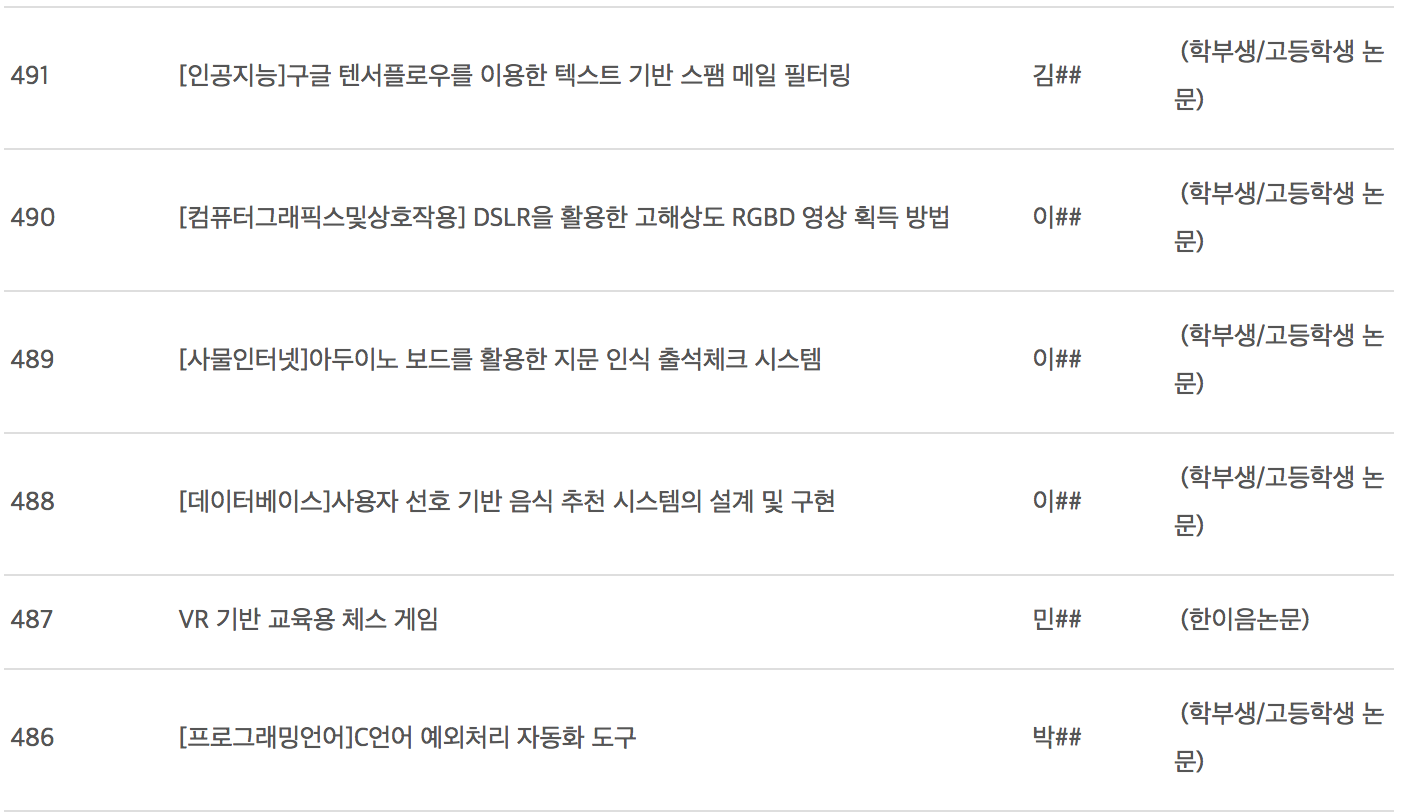 491 [인공지능]구글 텐서플로우를 이용한 텍스트 기반 스팸 메일 필터링 김## (학부생/고등학생 논
문)
490 [컴퓨터그래픽스및상호작용] DSLR을 활용한 고해상도 RGBD 영상 획득 방법 이## (학부생/고등학생 논
문)
489 [사물인터넷]아두이노 보드를 활용한 지문 인식 출석체크 시스템 이## (학부생/고등학생 논
문)
488 [데이터베이스]사용자 선호 기반 음식 추천 시스템의 설계 및 구현 이## (학부생/고등학생 논
문)
487 VR 기반 교육용 체스 게임 민## (한이음논문)
486 [프로그래밍언어]C언어 예외처리 자동화 도구 박## (학부생/고등학생 논
문)